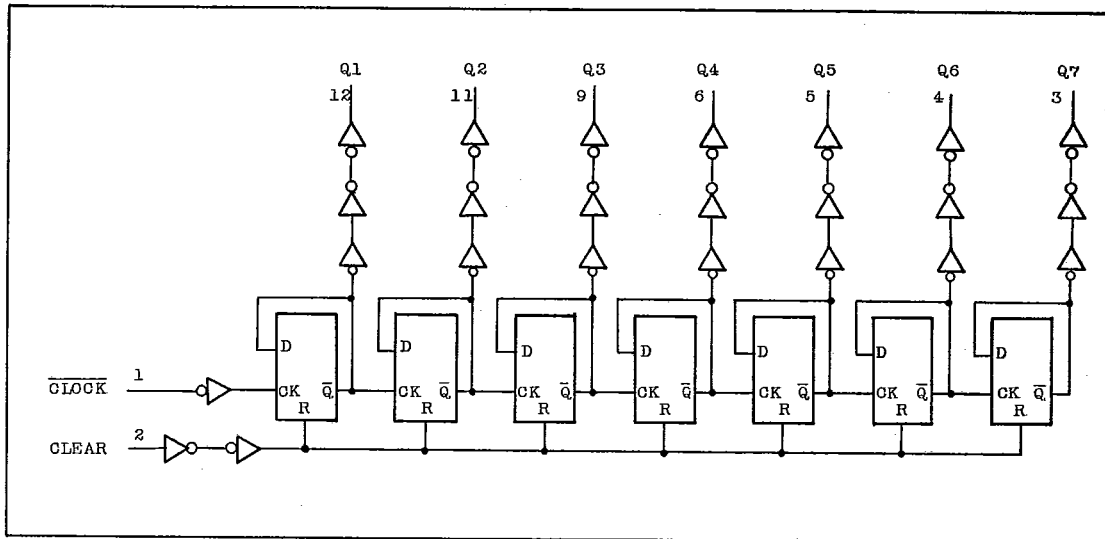 Q1 Q2 Q3 Q4 Q5 Q6 Q7
12 11 9 6 5 4 3
D D D D D D D
C̅L̅O̅C̅K̅ 1 CK Q̅ CK Q̅ CK Q̅ CK Q̅ CK Q̅ CK Q̅ CK Q̅
R R R R R R R
CLEAR 2